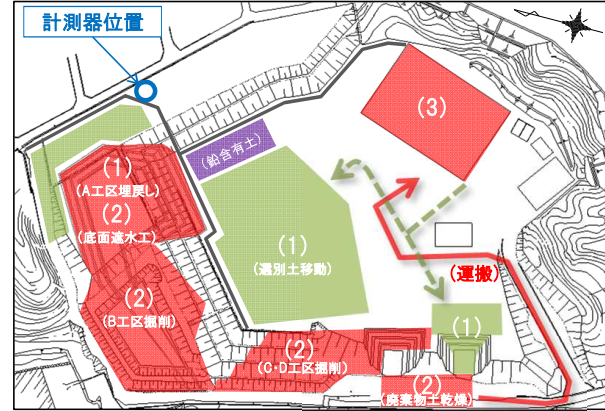 計測器位置
(3)
(鉛含有土)
(1)
(A工区埋戻し)
(2)
(底面遮水工)
(1)
(選別土移動)
(運搬)
(2)
(B工区掘削)
(1)
(2)
(C・D工区掘削)
(2)
(廃棄物土乾燥)